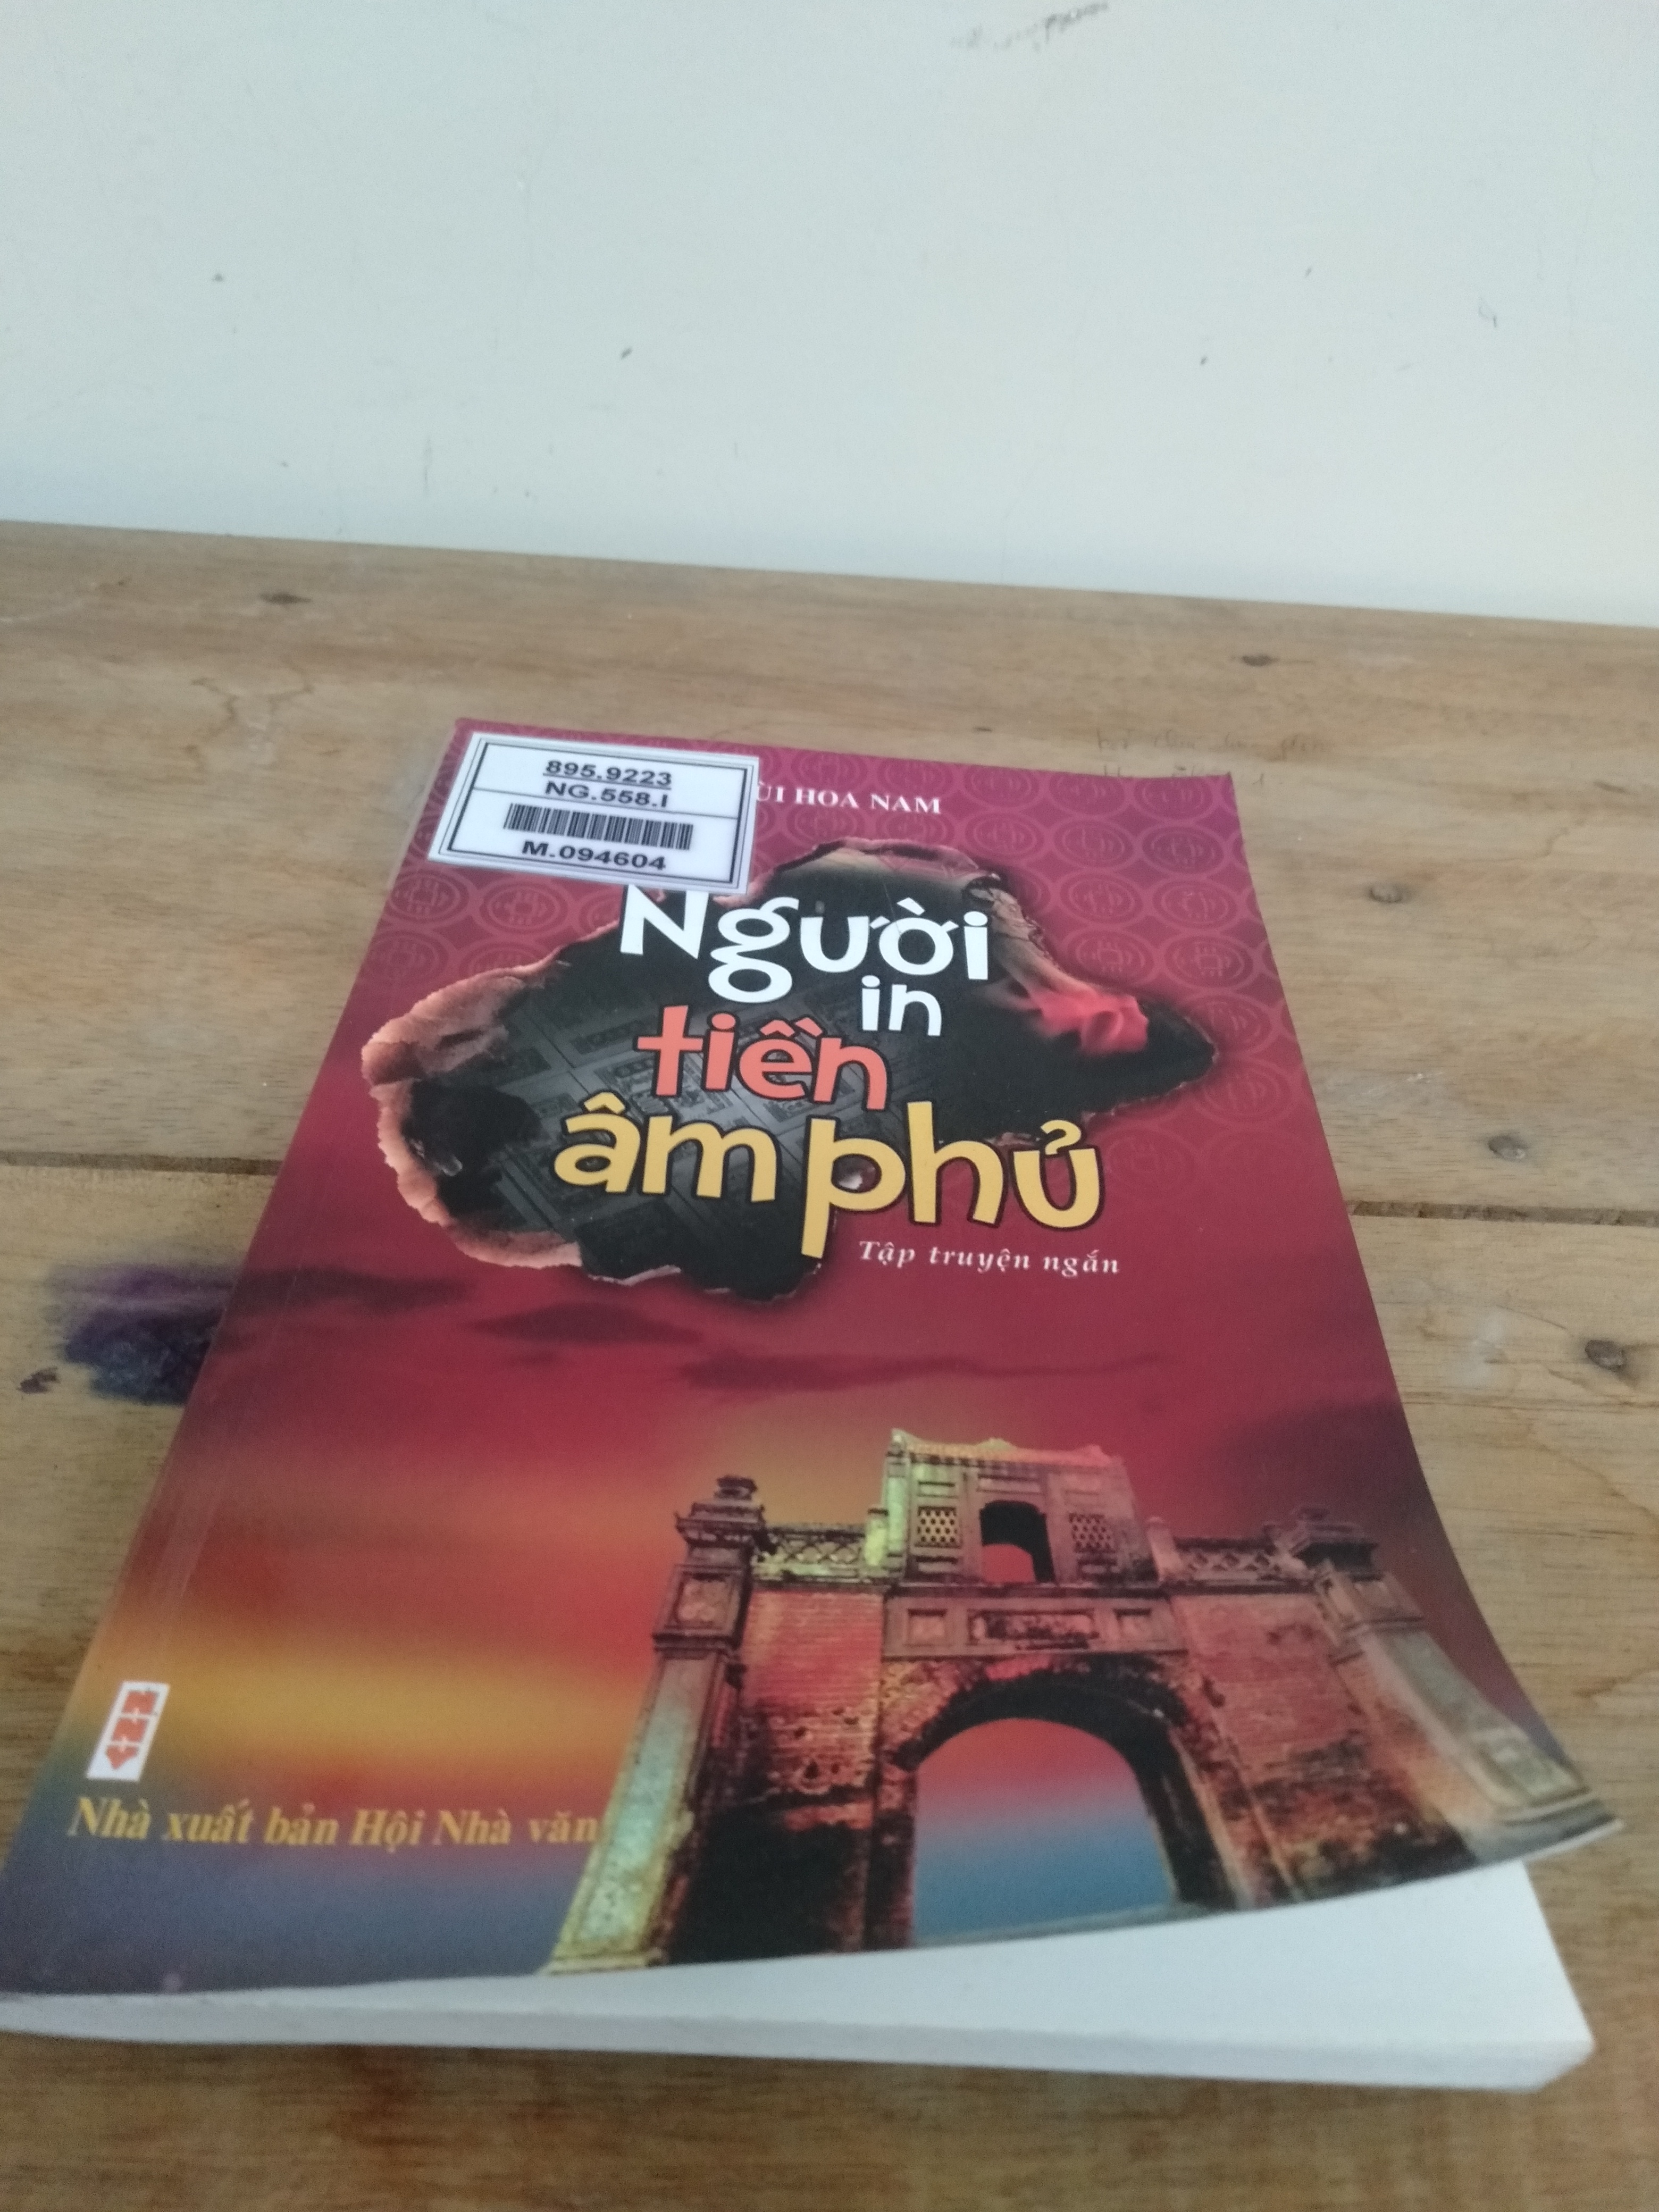 895.9223
NG.558.I
M.094604
ÙI HOA NAM
Người
in
tiền
âm phủ
Tập truyện ngắn
Nhà xuất bản Hội Nhà văn